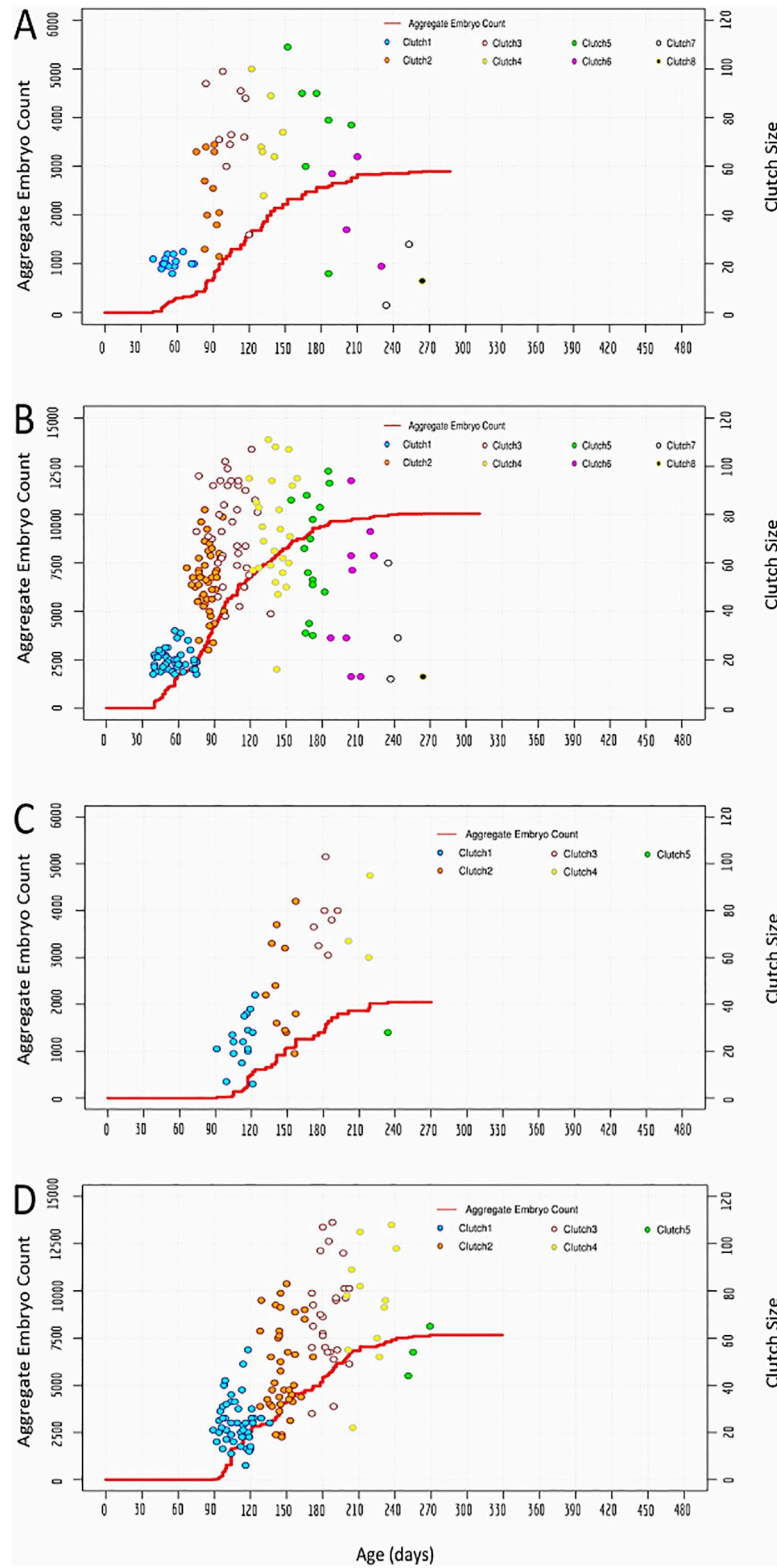 A
Aggregate Embryo Count
Clutch1 Clutch3 Clutch5 Clutch7
Clutch2 Clutch4 Clutch6 Clutch8
Aggregate Embryo Count
0 1000 2000 3000 4000 5000 6000
Clutch Size
0 20 40 60 80 100 120
0 30 60 90 120 150 180 210 240 270 300 330 360 390 420 450 480
B
Aggregate Embryo Count
Clutch1 Clutch3 Clutch5 Clutch7
Clutch2 Clutch4 Clutch6 Clutch8
Aggregate Embryo Count
0 2500 5000 7500 10000 12500 15000
Clutch Size
0 20 40 60 80 100 120
0 30 60 90 120 150 180 210 240 270 300 330 360 390 420 450 480
C
Aggregate Embryo Count
Clutch1 Clutch3 Clutch5
Clutch2 Clutch4
Aggregate Embryo Count
0 1000 2000 3000 4000 5000 6000
Clutch Size
0 20 40 60 80 100 120
0 30 60 90 120 150 180 210 240 270 300 330 360 390 420 450 480
D
Aggregate Embryo Count
Clutch1 Clutch3 Clutch5
Clutch2 Clutch4
Aggregate Embryo Count
0 2500 5000 7500 10000 12500 15000
Clutch Size
0 20 40 60 80 100 120
0 30 60 90 120 150 180 210 240 270 300 330 360 390 420 450 480
Age (days)